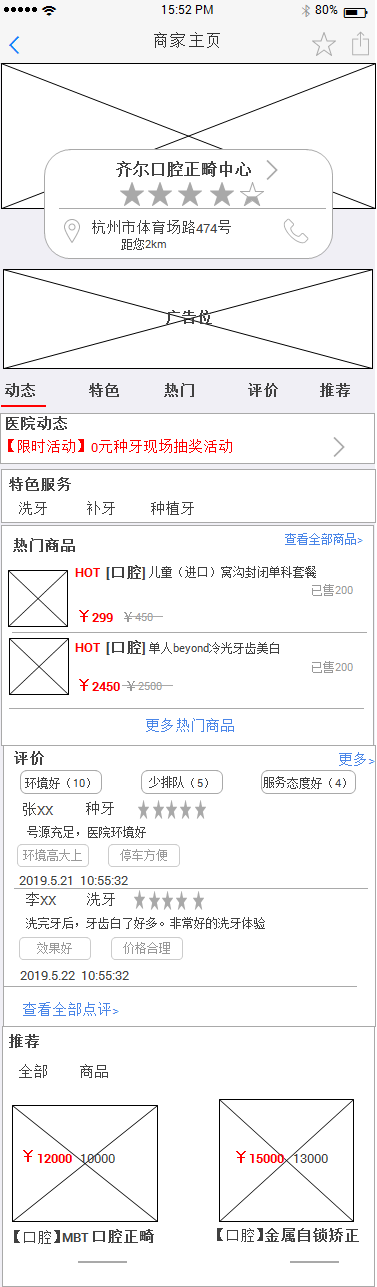 15:52 PM 80%
商家主页
齐尔口腔正畸中心
杭州市体育场路474号
距您2km
广告位
动态 特色 热门 评价 推荐
医院动态
【限时活动】0元种牙现场抽奖活动
特色服务
洗牙 补牙 种植牙
热门商品 查看全部商品>
HOT [口腔] 儿童（进口）窝沟封闭单科套餐
已售200
￥299 ￥450
HOT [口腔] 单人beyond冷光牙齿美白
已售200
￥2450 ￥2500
更多热门商品
评价 更多>
环境好（10） 少排队（5） 服务态度好（4）
张XX 种牙
号源充足，医院环境好
环境高大上 停车方便
2019.5.21 10:55:32
李XX 洗牙
洗完牙后，牙齿白了好多。非常好的洗牙体验
效果好 价格合理
2019.5.22 10:55:32
查看全部点评>
推荐
全部 商品
￥12000 10000 ￥15000 13000
【口腔】MBT 口腔正畸 【口腔】金属自锁矫正